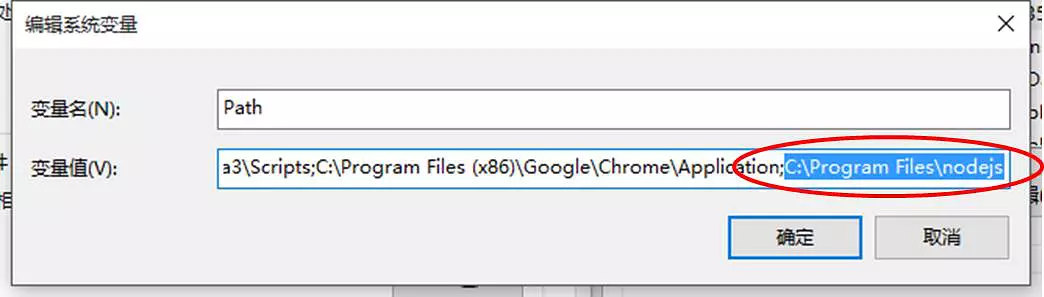 编辑系统变量
变量名(N):
Path
变量值(V):
a3\Scripts;C:\Program Files (x86)\Google\Chrome\Application;C:\Program Files\nodejs
确定
取消